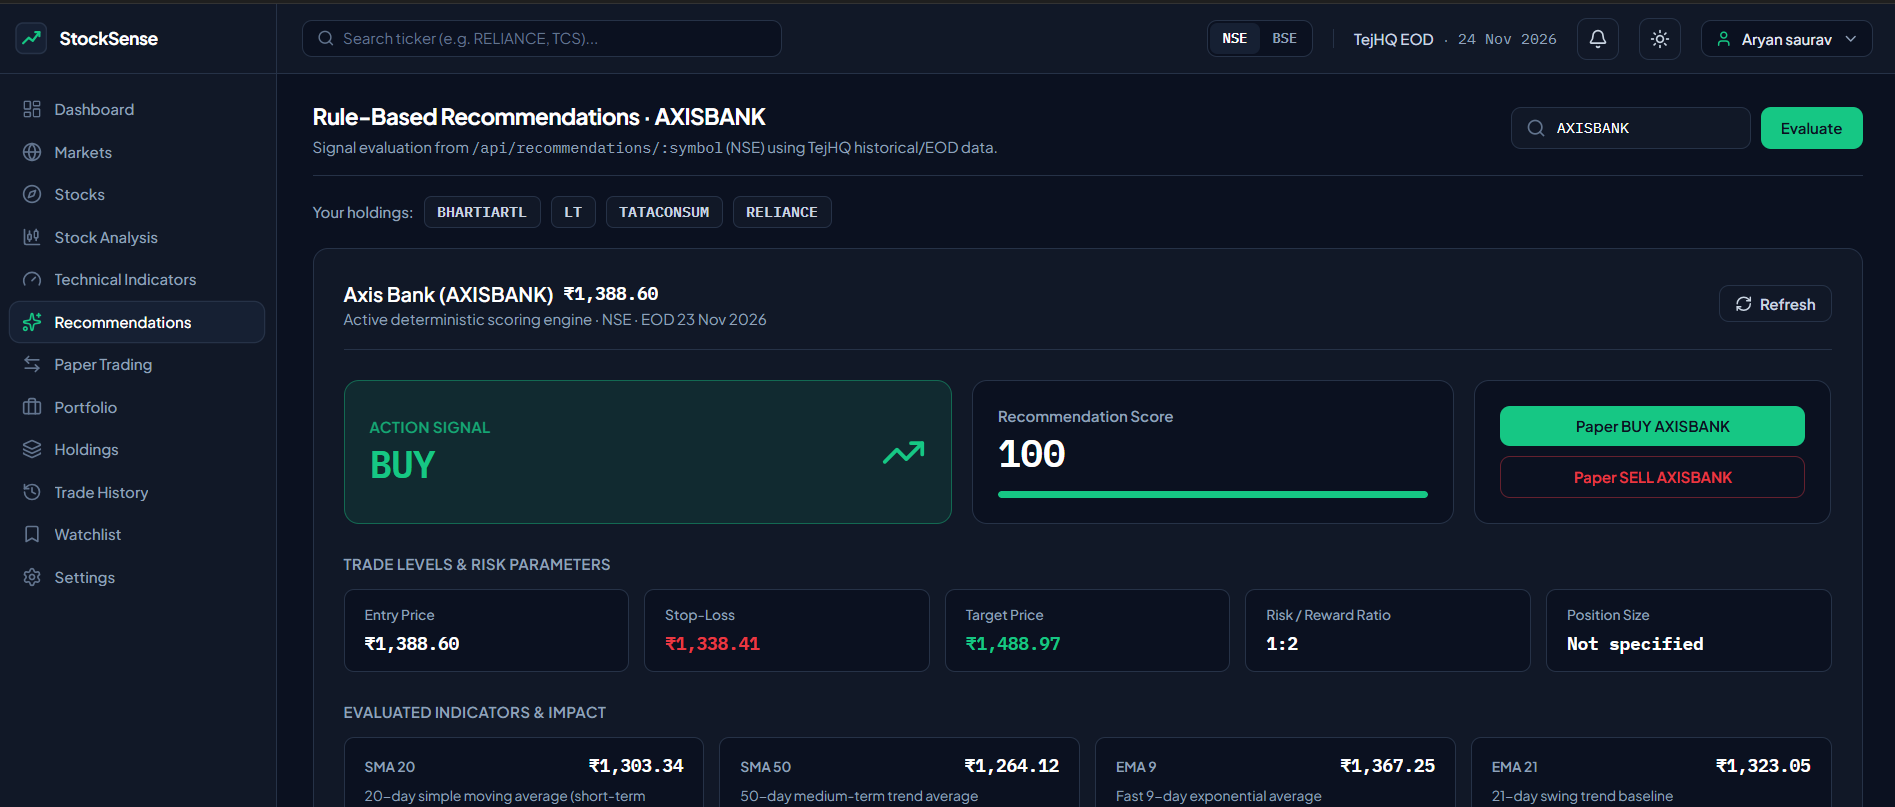 StockSense
Search ticker (e.g. RELIANCE, TCS)...
NSE
BSE
TejHQ EOD · 24 Nov 2026
Aryan saurav
Dashboard
Markets
Stocks
Stock Analysis
Technical Indicators
Recommendations
Paper Trading
Portfolio
Holdings
Trade History
Watchlist
Settings
Rule-Based Recommendations · AXISBANK
Signal evaluation from /api/recommendations/:symbol (NSE) using TejHQ historical/EOD data.
AXISBANK
Evaluate
Your holdings: BHARTIARTL LT TATACONSUM RELIANCE
Axis Bank (AXISBANK) ₹1,388.60
Active deterministic scoring engine · NSE · EOD 23 Nov 2026
Refresh
ACTION SIGNAL
BUY
Recommendation Score
100
Paper BUY AXISBANK
Paper SELL AXISBANK
TRADE LEVELS & RISK PARAMETERS
Entry Price
₹1,388.60
Stop-Loss
₹1,338.41
Target Price
₹1,488.97
Risk / Reward Ratio
1:2
Position Size
Not specified
EVALUATED INDICATORS & IMPACT
SMA 20 ₹1,303.34
20-day simple moving average (short-term
SMA 50 ₹1,264.12
50-day medium-term trend average
EMA 9 ₹1,367.25
Fast 9-day exponential average
EMA 21 ₹1,323.05
21-day swing trend baseline